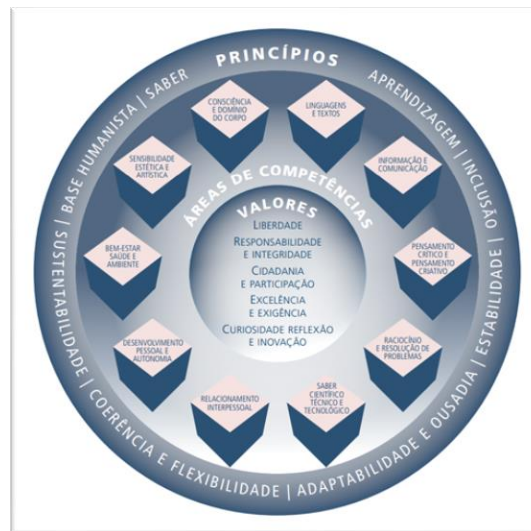 PRINCÍPIOS
BASE HUMANISTA | SABER
APRENDIZAGEM | INCLUSÃO | ESTABILIDADE |
ADAPTABILIDADE E OUSADIA
| SUSTENTABILIDADE | COERÊNCIA E FLEXIBILIDADE |
ÁREAS DE COMPETÊNCIAS
CONSCIÊNCIA
E DOMÍNIO
DO CORPO
LINGUAGENS
E TEXTOS
INFORMAÇÃO E
COMUNICAÇÃO
PENSAMENTO
CRÍTICO E
PENSAMENTO
CRIATIVO
RACIOCÍNIO
E RESOLUÇÃO DE
PROBLEMAS
SABER
CIENTÍFICO
TÉCNICO E
TECNOLÓGICO
RELACIONAMENTO
INTERPESSOAL
DESENVOLVIMENTO
PESSOAL E
AUTONOMIA
BEM-ESTAR
SAÚDE E
AMBIENTE
SENSIBILIDADE
ESTÉTICA E
ARTÍSTICA
VALORES
LIBERDADE
RESPONSABILIDADE
E INTEGRIDADE
CIDADANIA
E PARTICIPAÇÃO
EXCELÊNCIA
E EXIGÊNCIA
CURIOSIDADE REFLEXÃO
E INOVAÇÃO